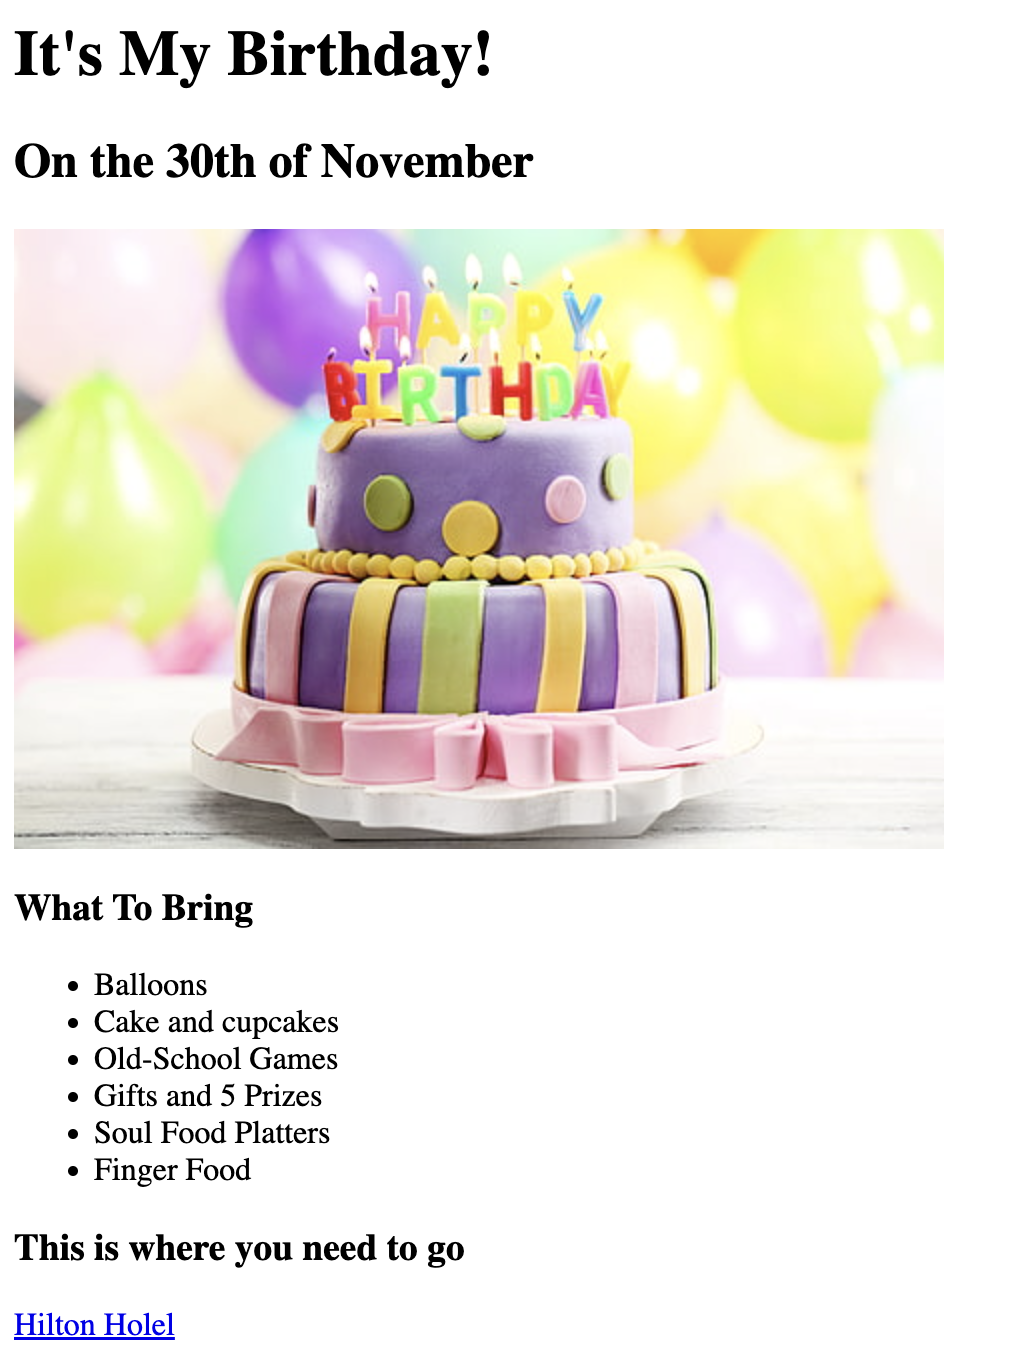 It's My Birthday!
On the 30th of November
HAPPY
BIRTHDAY
What To Bring
Balloons
Cake and cupcakes
Old-School Games
Gifts and 5 Prizes
Soul Food Platters
Finger Food
This is where you need to go
Hilton Holel